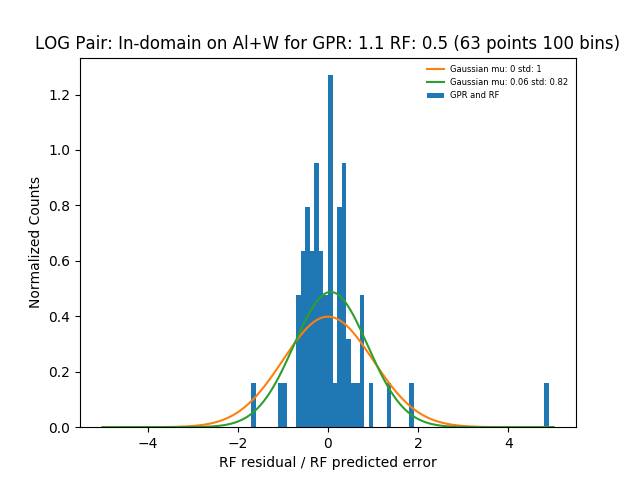 LOG Pair: In-domain on Al+W for GPR: 1.1 RF: 0.5 (63 points 100 bins)
Gaussian mu: 0 std: 1
Gaussian mu: 0.06 std: 0.82
GPR and RF
Normalized Counts
1.2
1.0
0.8
0.6
0.4
0.2
0.0
−4
−2
0
2
4
RF residual / RF predicted error